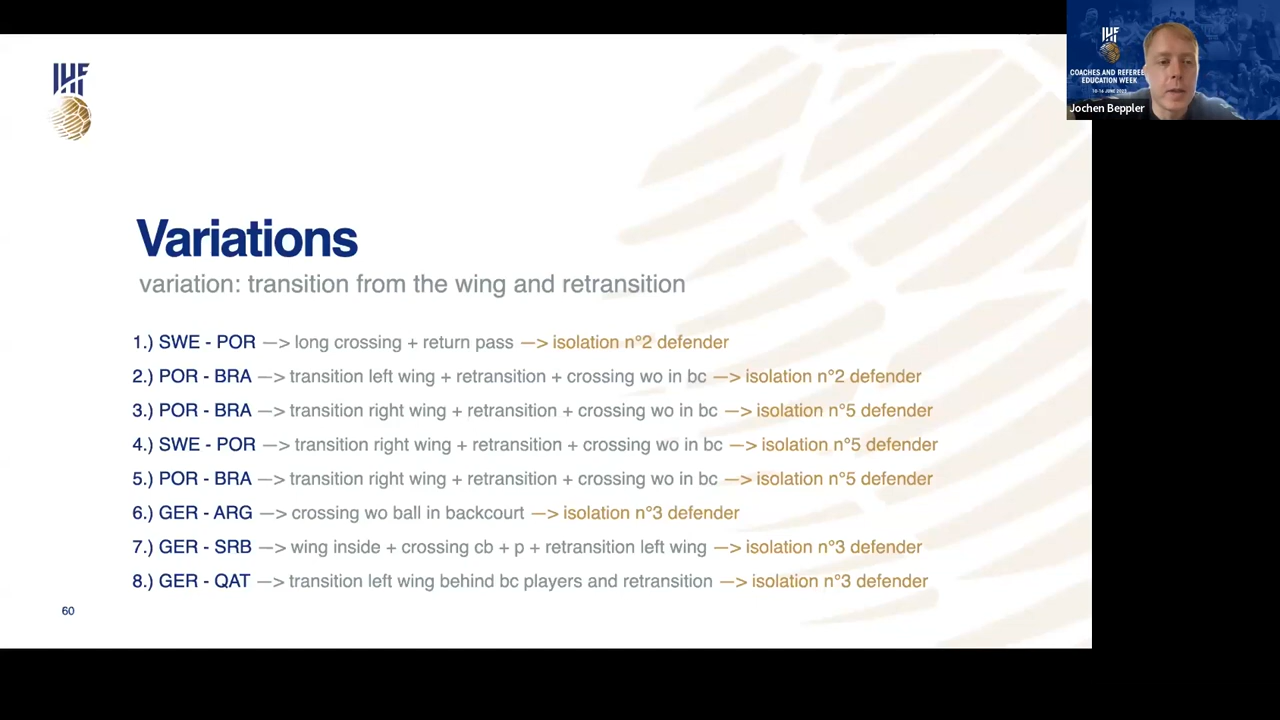 IHF
Variations
variation: transition from the wing and retransition
1.) SWE - POR —> long crossing + return pass —> isolation n°2 defender
2.) POR - BRA —> transition left wing + retransition + crossing wo in bc —> isolation n°2 defender
3.) POR - BRA —> transition right wing + retransition + crossing wo in bc —> isolation n°5 defender
4.) SWE - POR —> transition right wing + retransition + crossing wo in bc —> isolation n°5 defender
5.) POR - BRA —> transition right wing + retransition + crossing wo in bc —> isolation n°5 defender
6.) GER - ARG —> crossing wo ball in backcourt —> isolation n°3 defender
7.) GER - SRB —> wing inside + crossing cb + p + retransition left wing —> isolation n°3 defender
8.) GER - QAT —> transition left wing behind bc players and retransition —> isolation n°3 defender
60
IHF
COACHES AND REFEREE
EDUCATION WEEK
Jochen Beppler